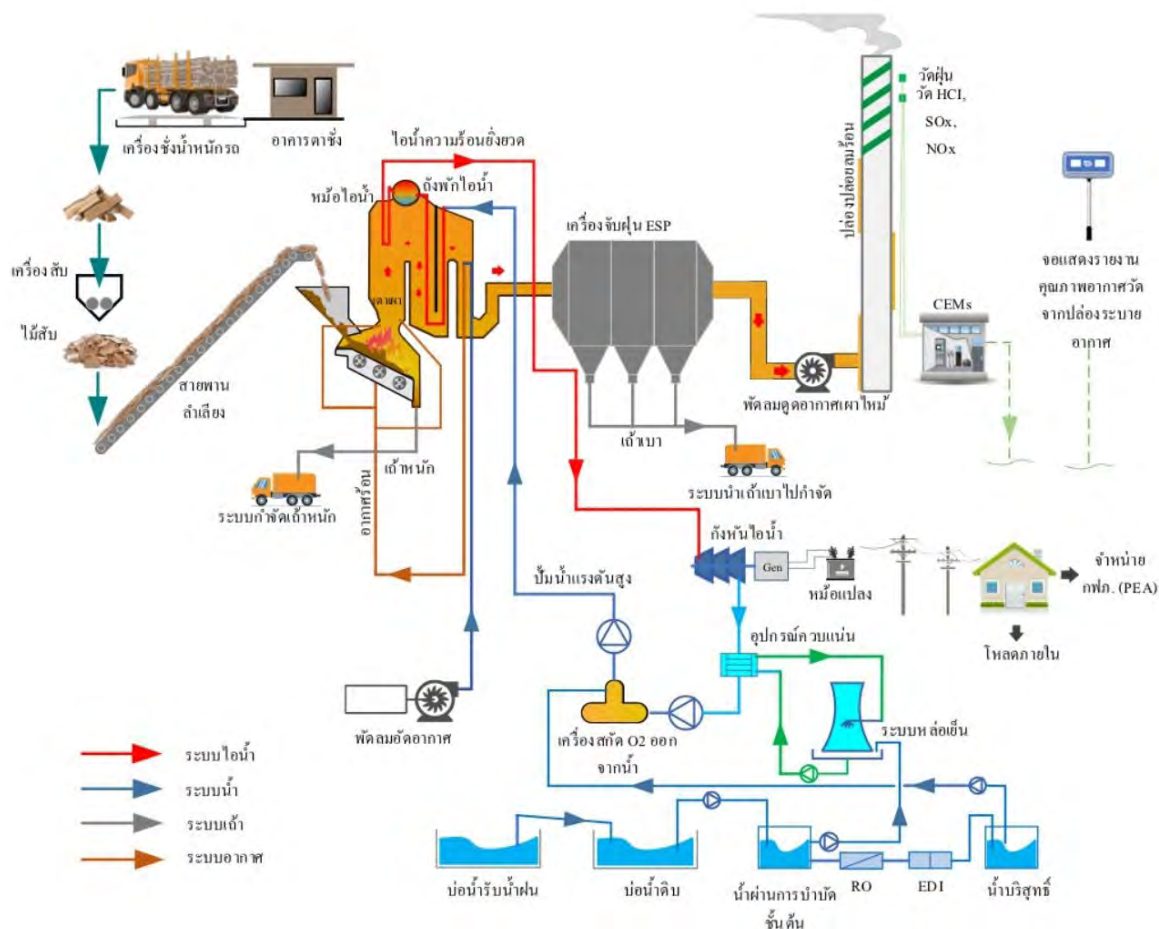 เครื่องชั่งน้ำหนักรถ
อาคารตาชั่ง
เครื่องสับ
ไม้สับ
สายพาน
ลำเลียง
ไอน้ำความร้อนยิ่งยวด
หม้อไอน้ำ
ถังพักไอน้ำ
เตาเผา
เถ้าหนัก
ระบบกำจัดเถ้าหนัก
อากาศร้อน
เครื่องจับฝุ่น ESP
เถ้าเบา
ระบบนำเถ้าเบาไปกำจัด
พัดลมดูดอากาศเผาไหม้
ปล่องปล่อยลมร้อน
วัดฝุ่น
วัด HCl,
SOx,
NOx
CEMs
จอแสดงรายงาน
คุณภาพอากาศวัด
จากปล่องระบาย
อากาศ
กังหันไอน้ำ
Gen
หม้อแปลง
จำหน่าย
กฟภ. (PEA)
โหลดภายใน
ปั๊มน้ำแรงดันสูง
อุปกรณ์ควบแน่น
ระบบหล่อเย็น
พัดลมอัดอากาศ
เครื่องสกัด O2 ออก
จากน้ำ
ระบบไอน้ำ
ระบบน้ำ
ระบบเถ้า
ระบบอากาศ
บ่อน้ำรับน้ำฝน
บ่อน้ำดิบ
น้ำผ่านการบำบัด
ขั้นต้น
RO
EDI
น้ำบริสุทธิ์